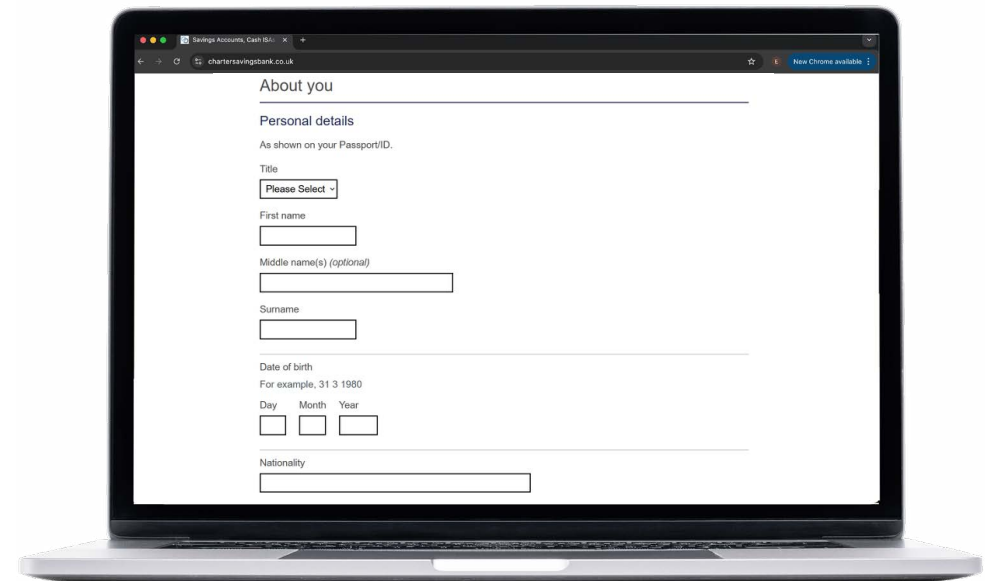 Savings Accounts, Cash ISAs
chartersavingsbank.co.uk
E
New Chrome available
About you
Personal details
As shown on your Passport/ID.
Title
Please Select
First name
Middle name(s) (optional)
Surname
Date of birth
For example, 31 3 1980
Day Month Year
Nationality